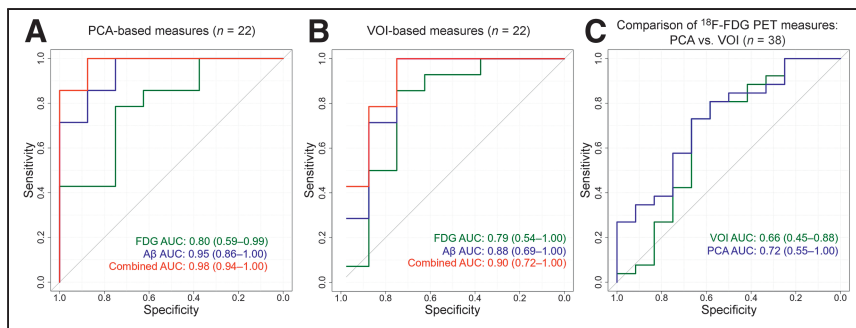 A
PCA-based measures (n = 22)
Sensitivity
1.0
0.8
0.6
0.4
0.2
0.0
FDG AUC: 0.80 (0.59–0.99)
Aβ AUC: 0.95 (0.86–1.00)
Combined AUC: 0.98 (0.94–1.00)
1.0 0.8 0.6 0.4 0.2 0.0
Specificity
B
VOI-based measures (n = 22)
Sensitivity
1.0
0.8
0.6
0.4
0.2
0.0
FDG AUC: 0.79 (0.54–1.00)
Aβ AUC: 0.88 (0.69–1.00)
Combined AUC: 0.90 (0.72–1.00)
1.0 0.8 0.6 0.4 0.2 0.0
Specificity
C
Comparison of ¹⁸F-FDG PET measures:
PCA vs. VOI (n = 38)
Sensitivity
1.0
0.8
0.6
0.4
0.2
0.0
VOI AUC: 0.66 (0.45–0.88)
PCA AUC: 0.72 (0.55–1.00)
1.0 0.8 0.6 0.4 0.2 0.0
Specificity